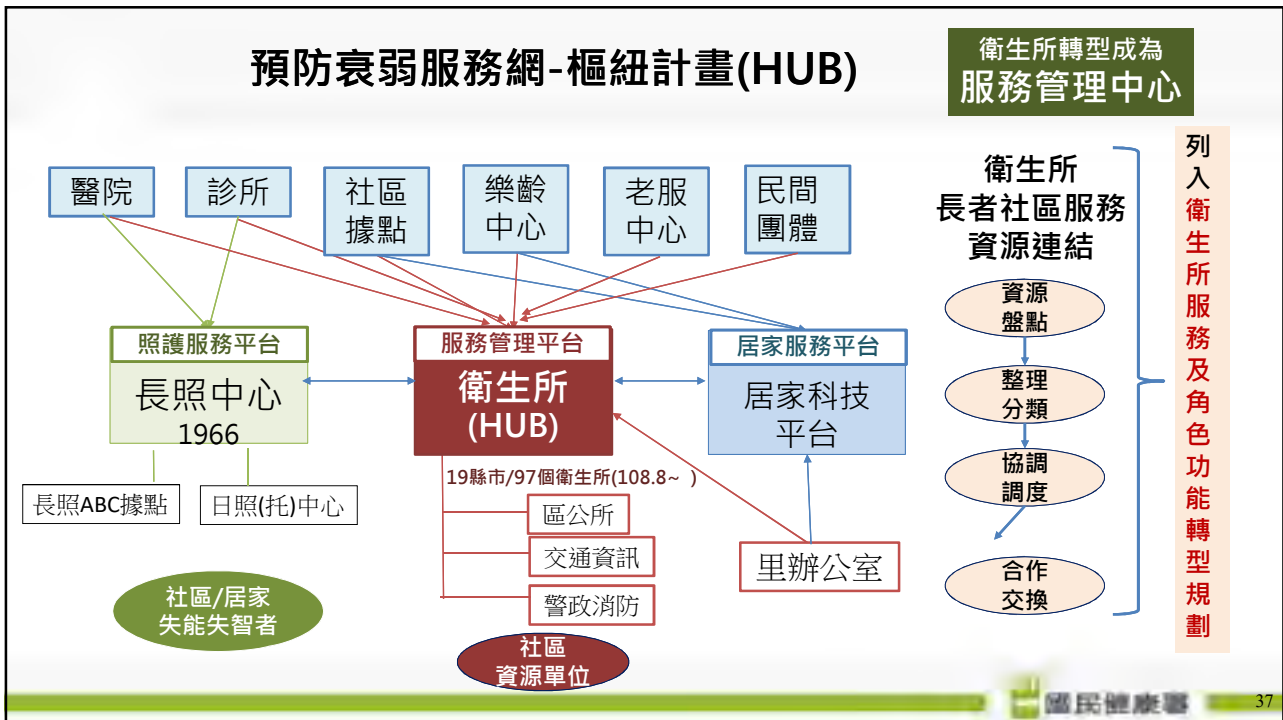 預防衰弱服務網-樞紐計畫(HUB)
衛生所轉型成為
服務管理中心
醫院
診所
社區
據點
樂齡
中心
老服
中心
民間
團體
照護服務平台
長照中心
1966
服務管理平台
衛生所
(HUB)
居家服務平台
居家科技
平台
19縣市/97個衛生所(108.8~ )
長照ABC據點
日照(托)中心
區公所
交通資訊
警政消防
里辦公室
社區/居家
失能失智者
社區
資源單位
衛生所
長者社區服務
資源連結
資源
盤點
整理
分類
協調
調度
合作
交換
列入衛生所服務及角色功能轉型規劃
國民健康署
37